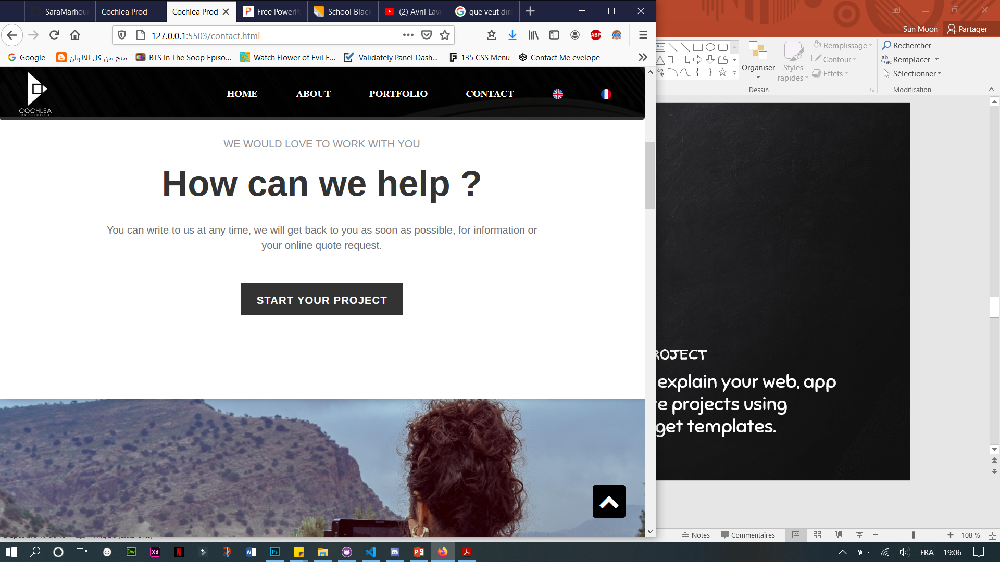 SaraMarhou
Cochlea Prod
Cochlea Prod
Free PowerP
School Black
(2) Avril Lavi
que veut dire
Sun Moon
Partager
127.0.0.1:5503/contact.html
ABP
Google
منح من كل الالوان
BTS In The Soop Episo...
Watch Flower of Evil E...
Validately Panel Dash...
135 CSS Menu
Contact Me evelope
Organiser
Styles
rapides
Remplissage
Contour
Effets
Rechercher
Remplacer
Sélectionner
Dessin
Modification
COCHLEA
PRODUCTION
HOME
ABOUT
PORTFOLIO
CONTACT
WE WOULD LOVE TO WORK WITH YOU
How can we help ?
You can write to us at any time, we will get back to you as soon as possible, for information or
your online quote request.
START YOUR PROJECT
ROJECT
explain your web, app
e projects using
get templates.
Notes
Commentaires
108 %
Dw
Xd
N
Ps
FRA
19:06